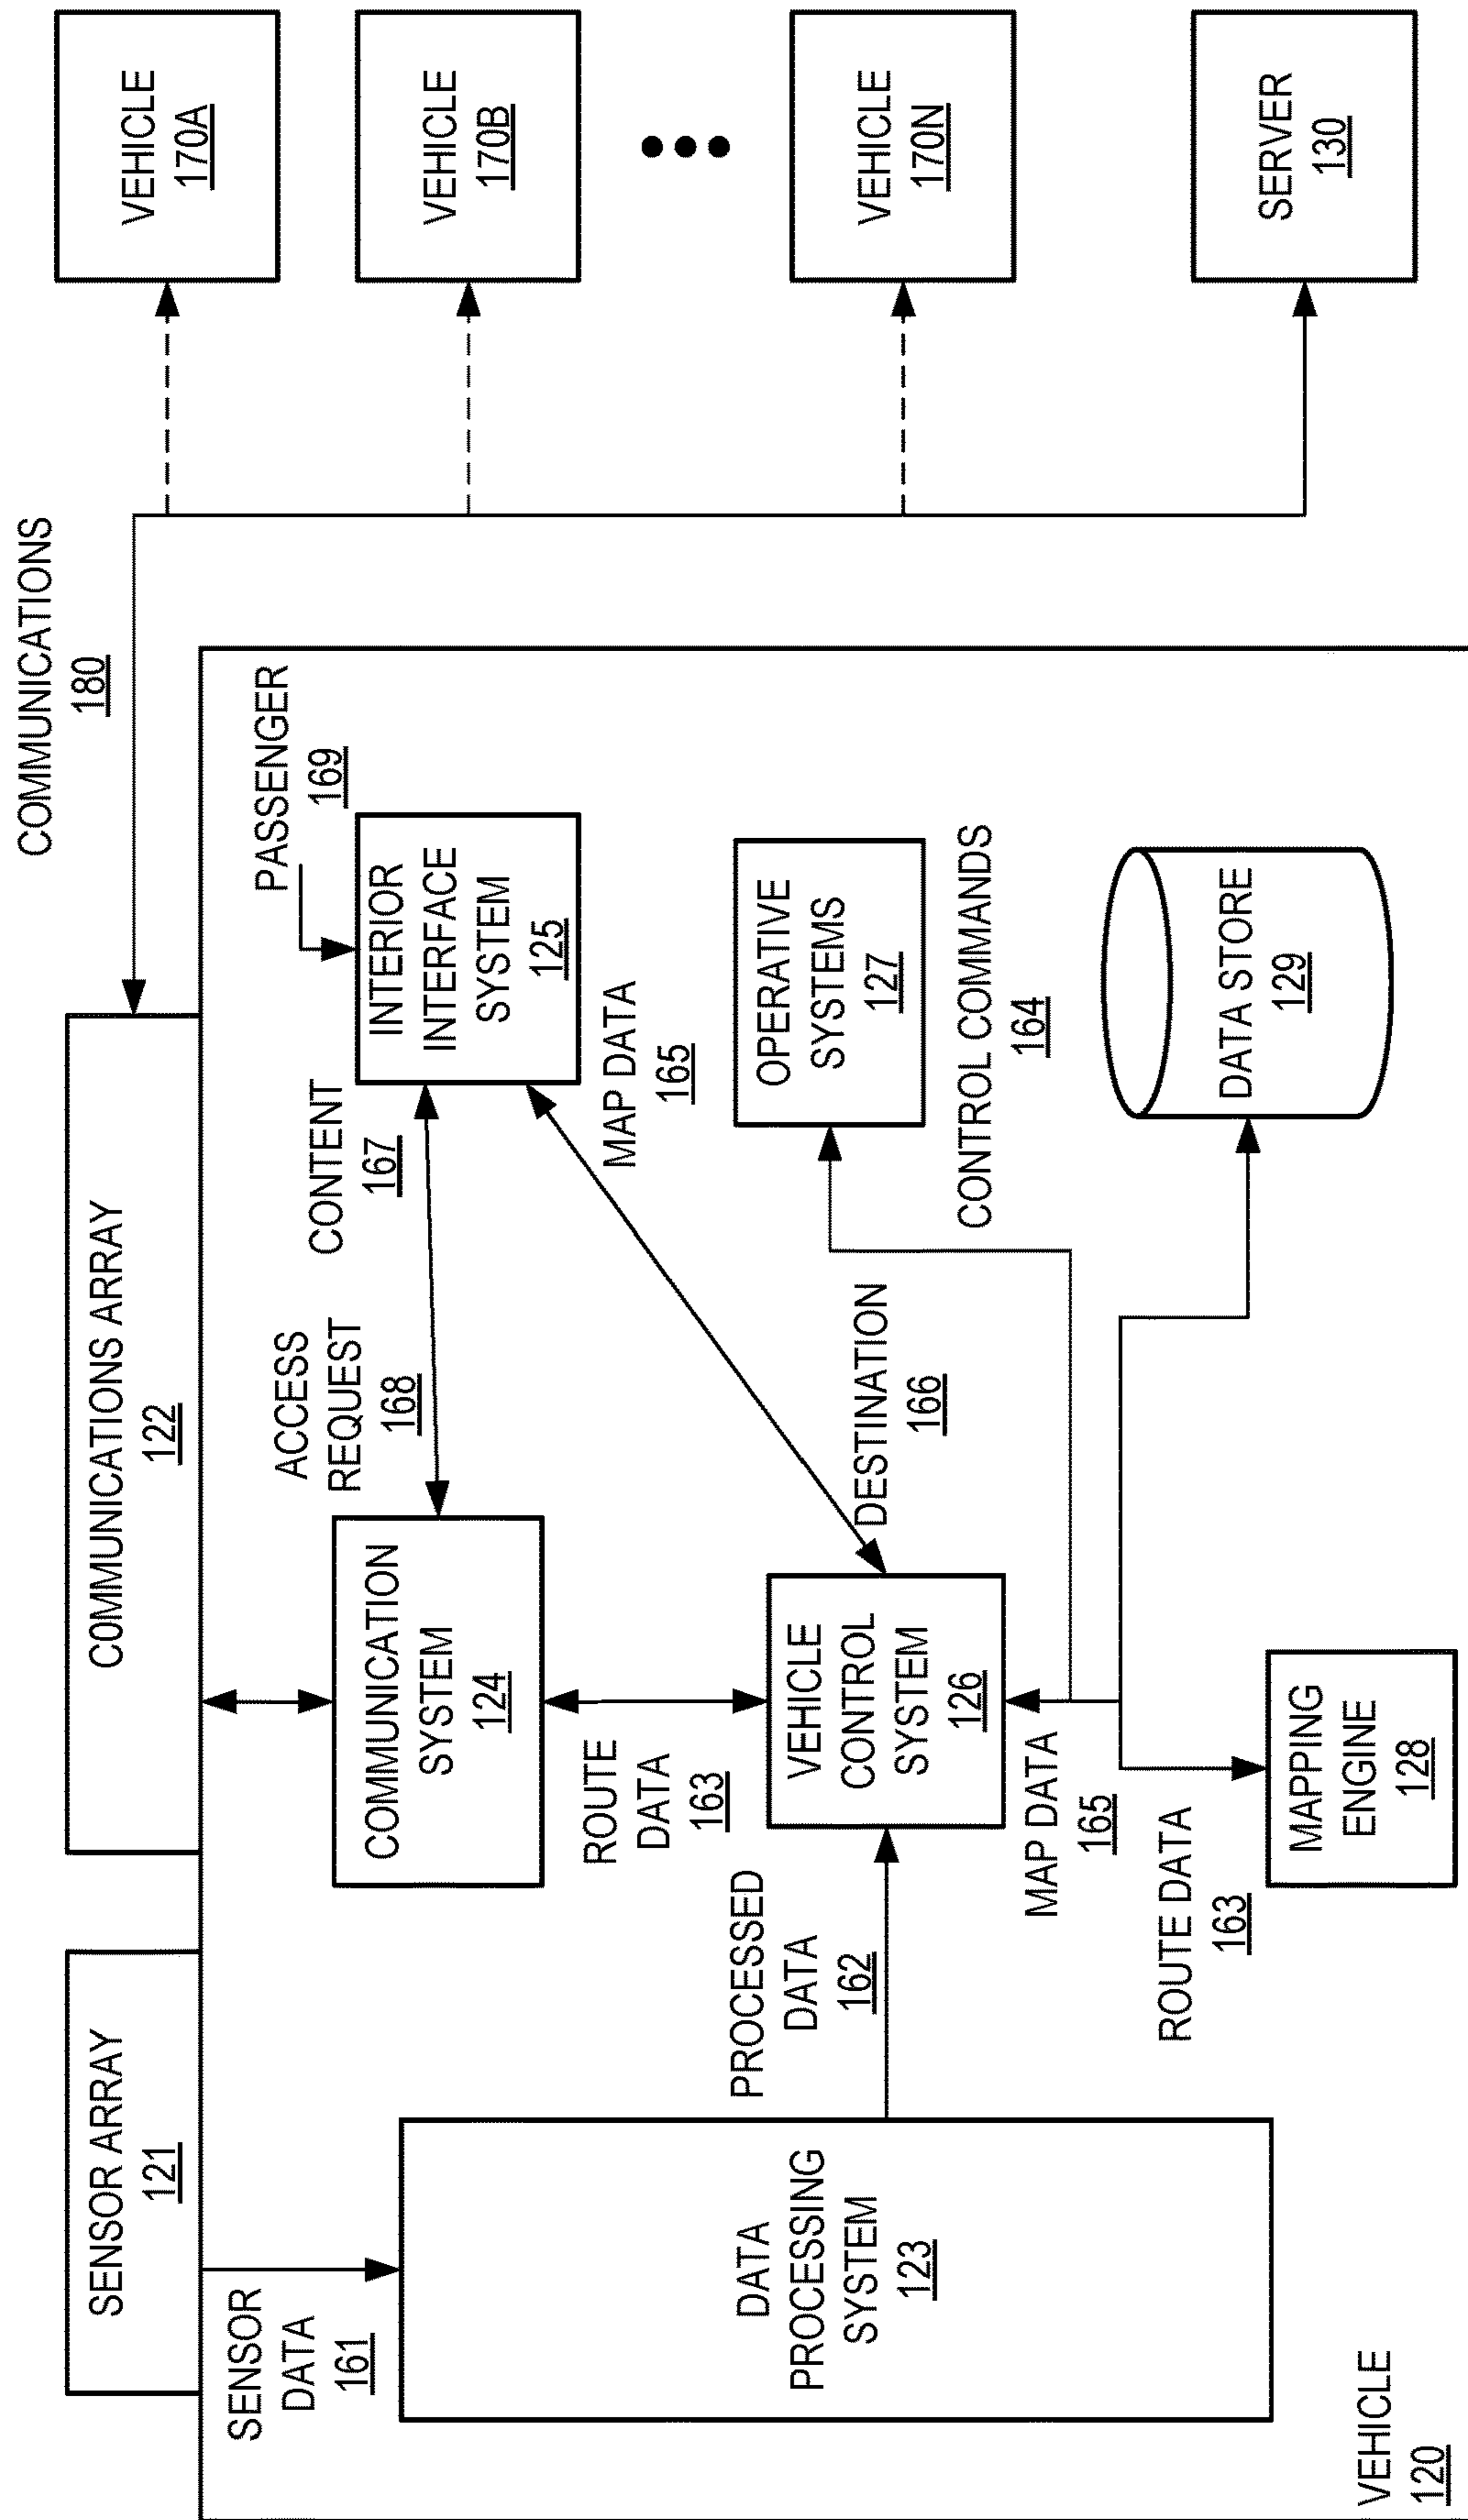 SENSOR ARRAY
121
COMMUNICATIONS ARRAY
122
COMMUNICATIONS
180
SENSOR
DATA
161
DATA
PROCESSING
SYSTEM
123
PROCESSED
DATA
162
COMMUNICATION
SYSTEM
124
ACCESS
REQUEST
168
CONTENT
167
PASSENGER
169
INTERIOR
INTERFACE
SYSTEM
125
ROUTE
DATA
163
MAP DATA
165
VEHICLE
CONTROL
SYSTEM
126
DESTINATION
166
OPERATIVE
SYSTEMS
127
CONTROL COMMANDS
164
MAP DATA
165
ROUTE DATA
163
MAPPING
ENGINE
128
DATA STORE
129
VEHICLE
120
VEHICLE
170A
VEHICLE
170B
VEHICLE
170N
SERVER
130